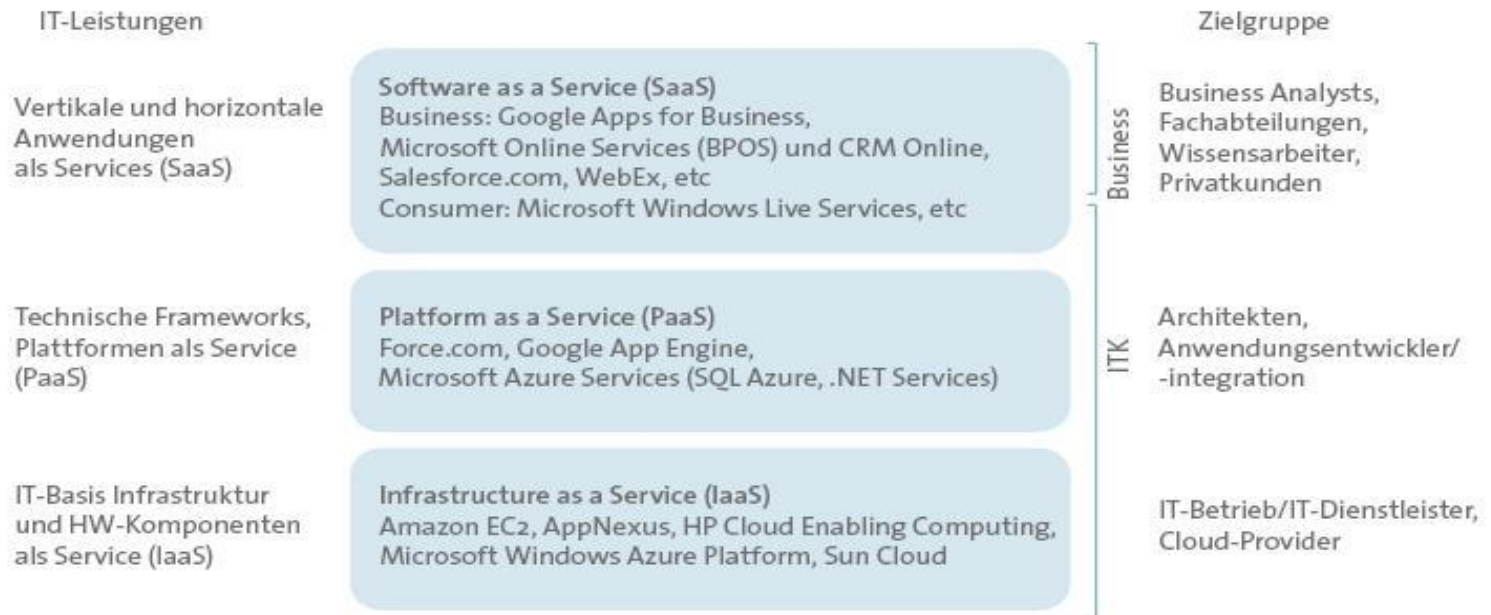 IT-Leistungen
Zielgruppe
Vertikale und horizontale
Anwendungen
als Services (SaaS)
Software as a Service (SaaS)
Business: Google Apps for Business,
Microsoft Online Services (BPOS) und CRM Online,
Salesforce.com, WebEx, etc
Consumer: Microsoft Windows Live Services, etc
Business
Business Analysts,
Fachabteilungen,
Wissensarbeiter,
Privatkunden
Technische Frameworks,
Plattformen als Service
(PaaS)
Platform as a Service (PaaS)
Force.com, Google App Engine,
Microsoft Azure Services (SQL Azure, .NET Services)
ITK
Architekten,
Anwendungsentwickler/
-integration
IT-Basis Infrastruktur
und HW-Komponenten
als Service (IaaS)
Infrastructure as a Service (IaaS)
Amazon EC2, AppNexus, HP Cloud Enabling Computing,
Microsoft Windows Azure Platform, Sun Cloud
IT-Betrieb/IT-Dienstleister,
Cloud-Provider